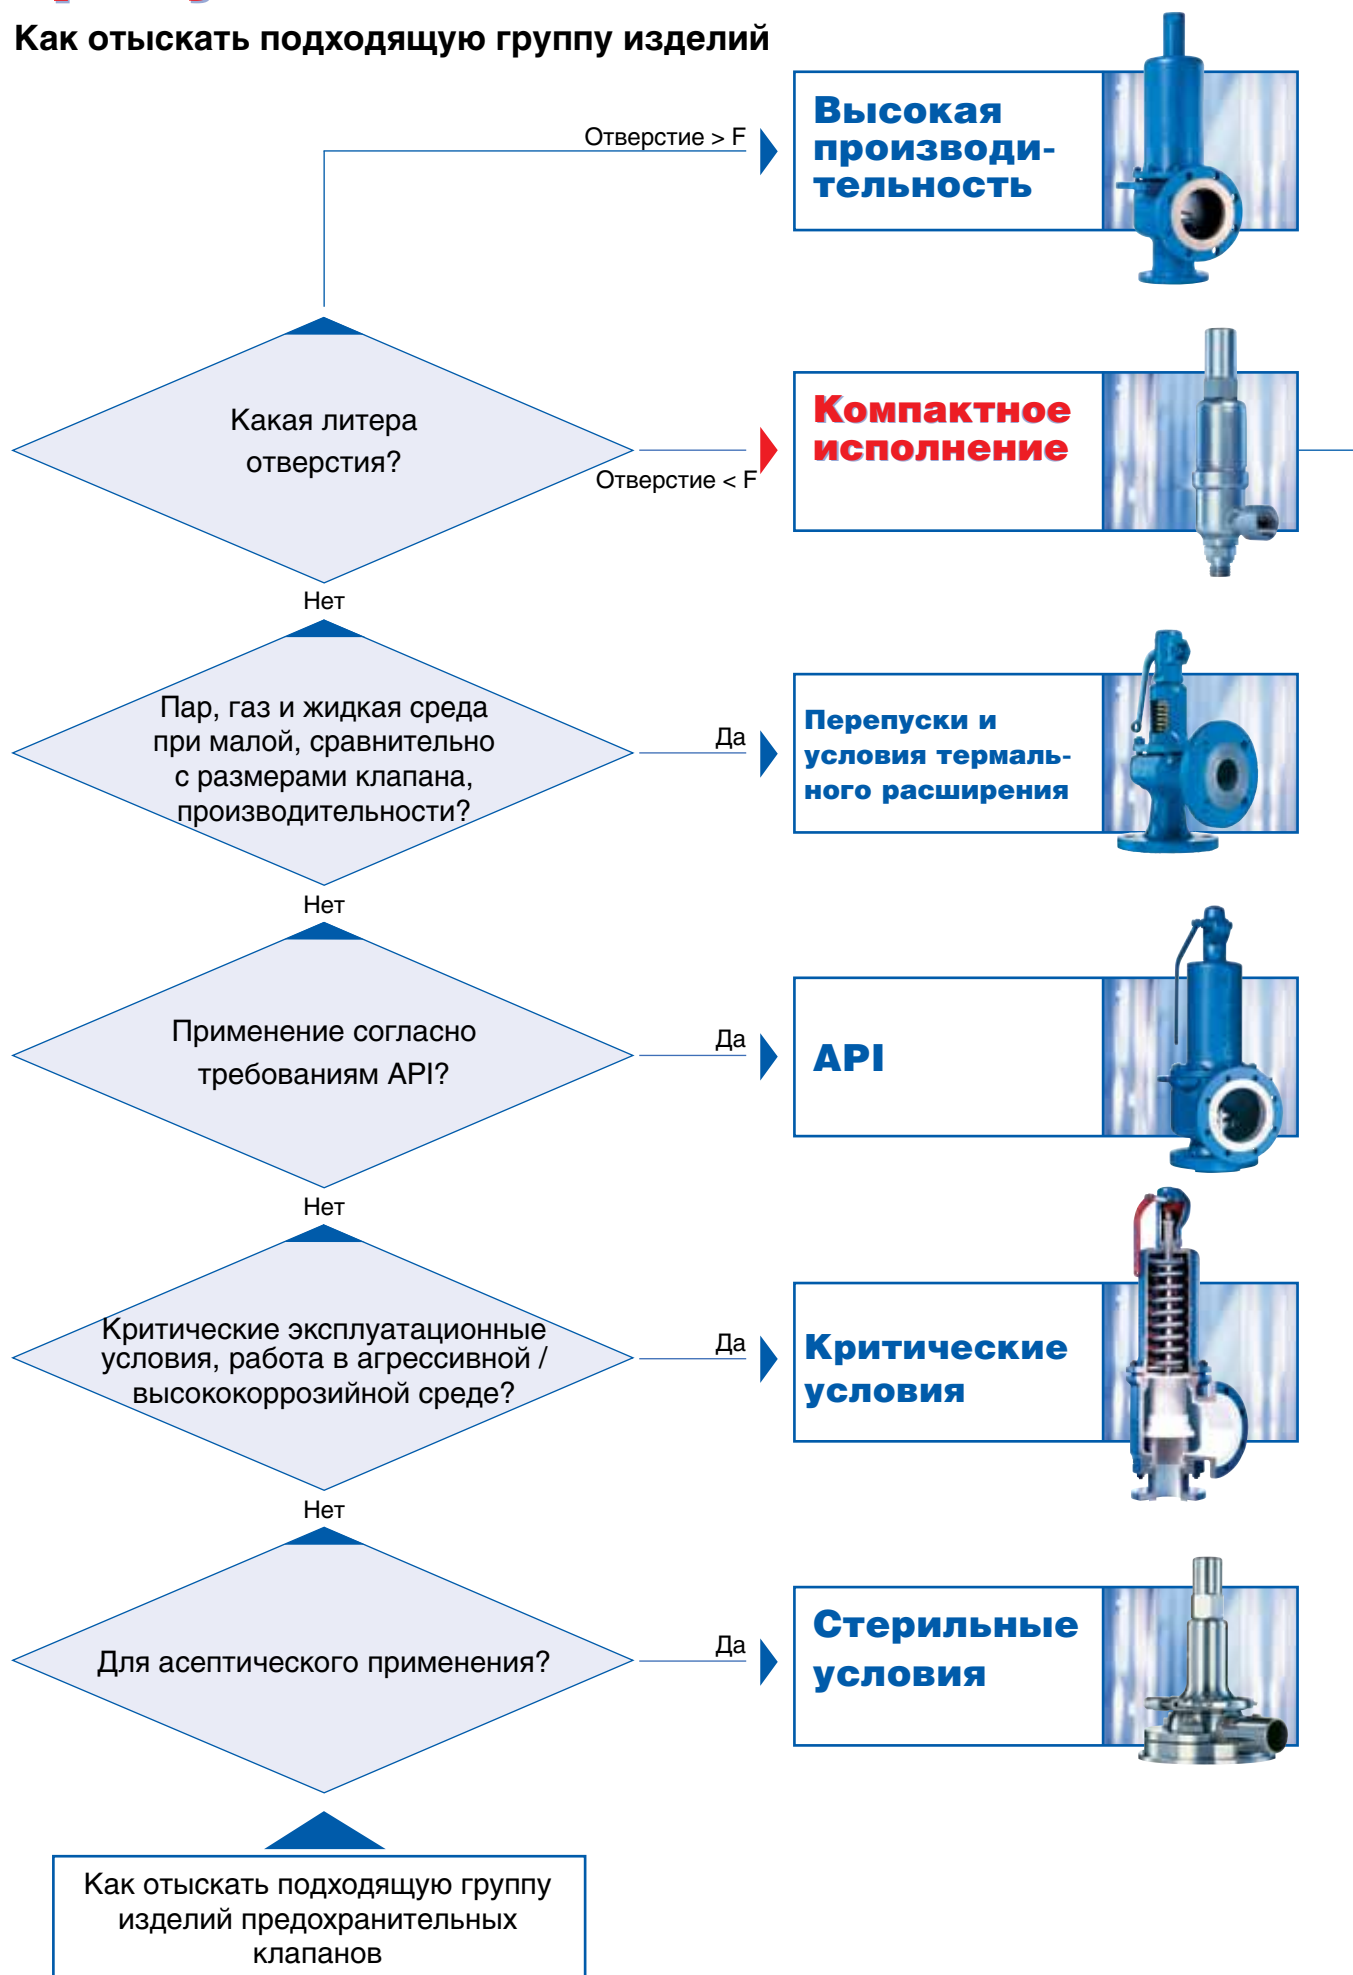 Как отыскать подходящую группу изделий
Отверстие > F
Высокая
производи-
тельность
Какая литера
отверстия?
Отверстие < F
Компактное
исполнение
Нет
Пар, газ и жидкая среда
при малой, сравнительно
с размерами клапана,
производительности?
Да
Перепуски и
условия термаль-
ного расширения
Нет
Применение согласно
требованиям API?
Да
API
Нет
Критические эксплуатационные
условия, работа в агрессивной /
высококоррозийной среде?
Да
Критические
условия
Нет
Для асептического применения?
Да
Стерильные
условия
Как отыскать подходящую группу
изделий предохранительных
клапанов